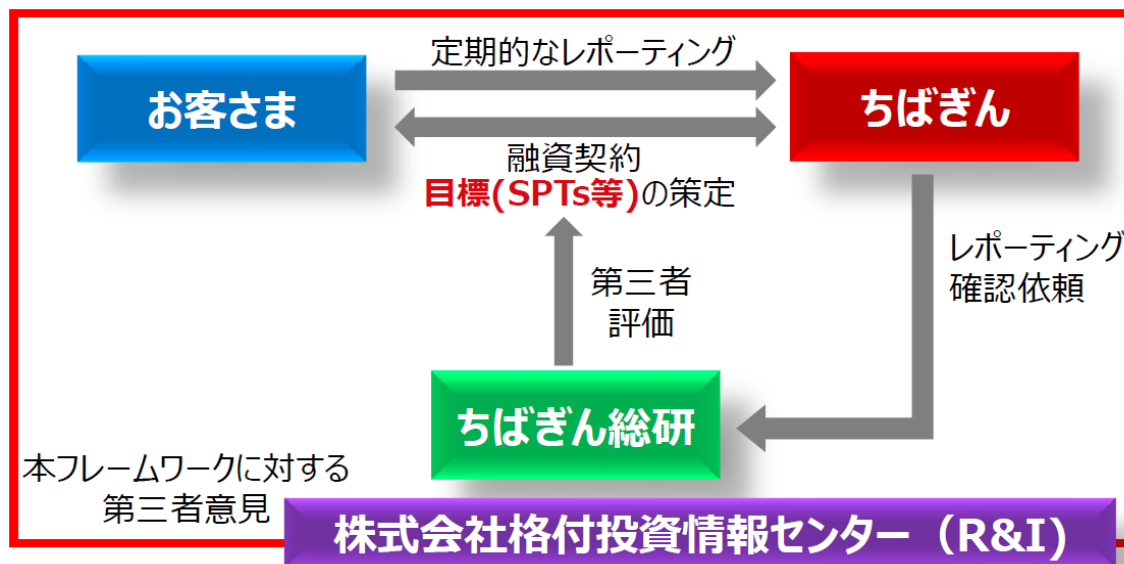 定期的なレポーティング
お客さま
ちばぎん
融資契約
目標(SPTs等)の策定
レポーティング
確認依頼
第三者
評価
ちばぎん総研
本フレームワークに対する
第三者意見
株式会社格付投資情報センター（R&I）